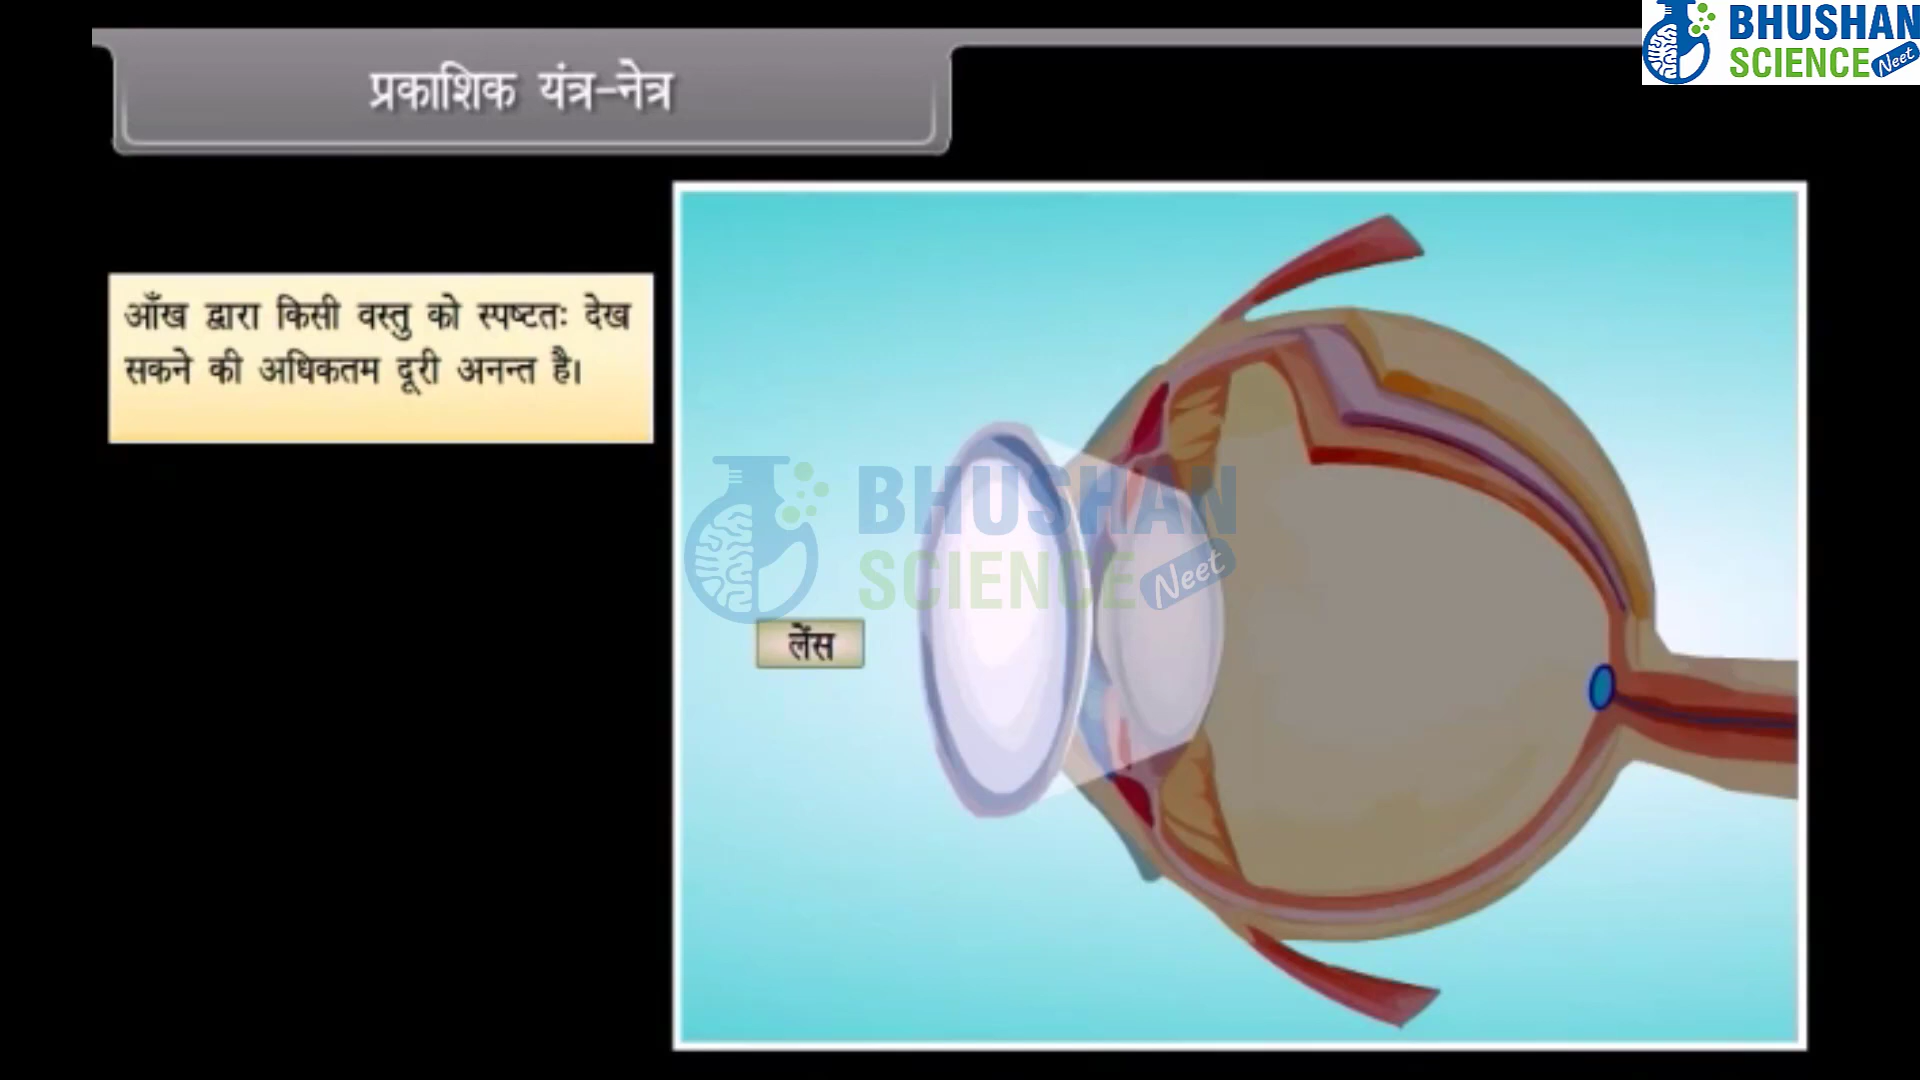 BHUSHAN
SCIENCE Neet
प्रकाशिक यंत्र-नेत्र
आँख द्वारा किसी वस्तु को स्पष्टतः देख
सकने की अधिकतम दूरी अनन्त है।
BHUSHAN
SCIENCE Neet
लेंस